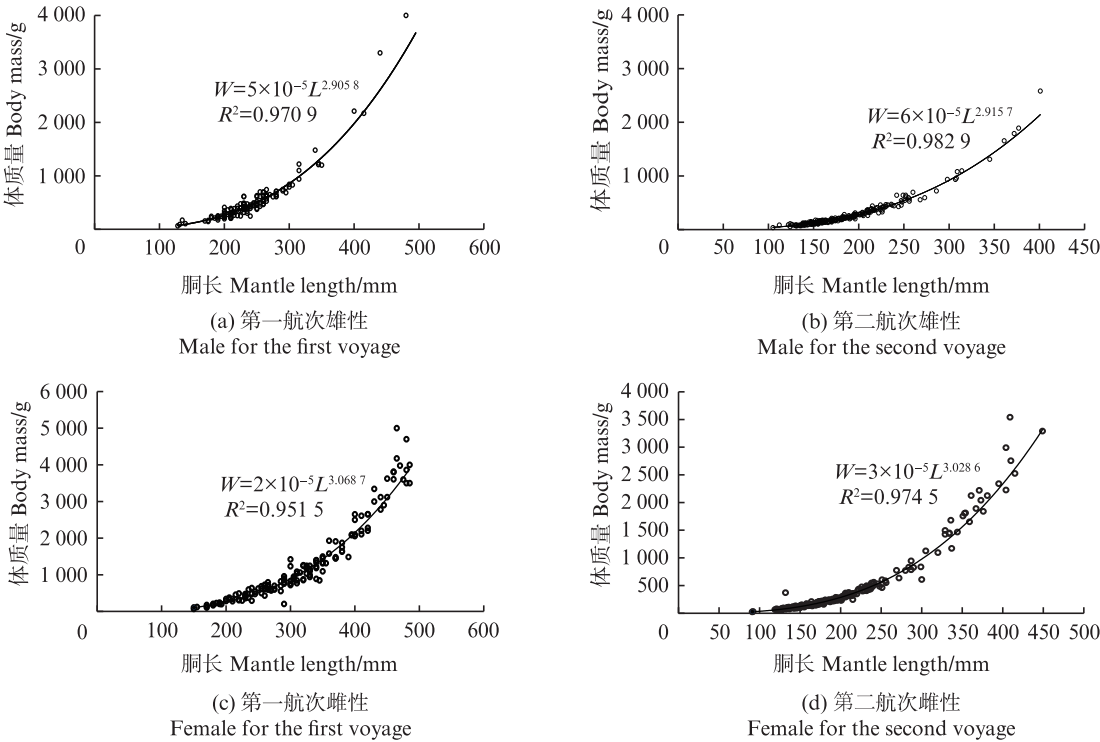 4 000
3 000
2 000
1 000
0
100
200
300
400
500
600
体质量 Body mass/g
W=5×10⁻⁵L²·⁹⁰⁵ ⁸
R²=0.970 9
胴长 Mantle length/mm
(a) 第一航次雄性
Male for the first voyage
4 000
3 000
2 000
1 000
0
50
100
150
200
250
300
350
400
450
体质量 Body mass/g
W=6×10⁻⁵L²·⁹¹⁵ ⁷
R²=0.982 9
胴长 Mantle length/mm
(b) 第二航次雄性
Male for the second voyage
6 000
5 000
4 000
3 000
2 000
1 000
0
100
200
300
400
500
600
体质量 Body mass/g
W=2×10⁻⁵L³·⁰⁶⁸ ⁷
R²=0.951 5
胴长 Mantle length/mm
(c) 第一航次雌性
Female for the first voyage
4 000
3 500
3 000
2 500
2 000
1 500
1 000
500
0
50
100
150
200
250
300
350
400
450
500
体质量 Body mass/g
W=3×10⁻⁵L³·⁰²⁸ ⁶
R²=0.974 5
胴长 Mantle length/mm
(d) 第二航次雌性
Female for the second voyage